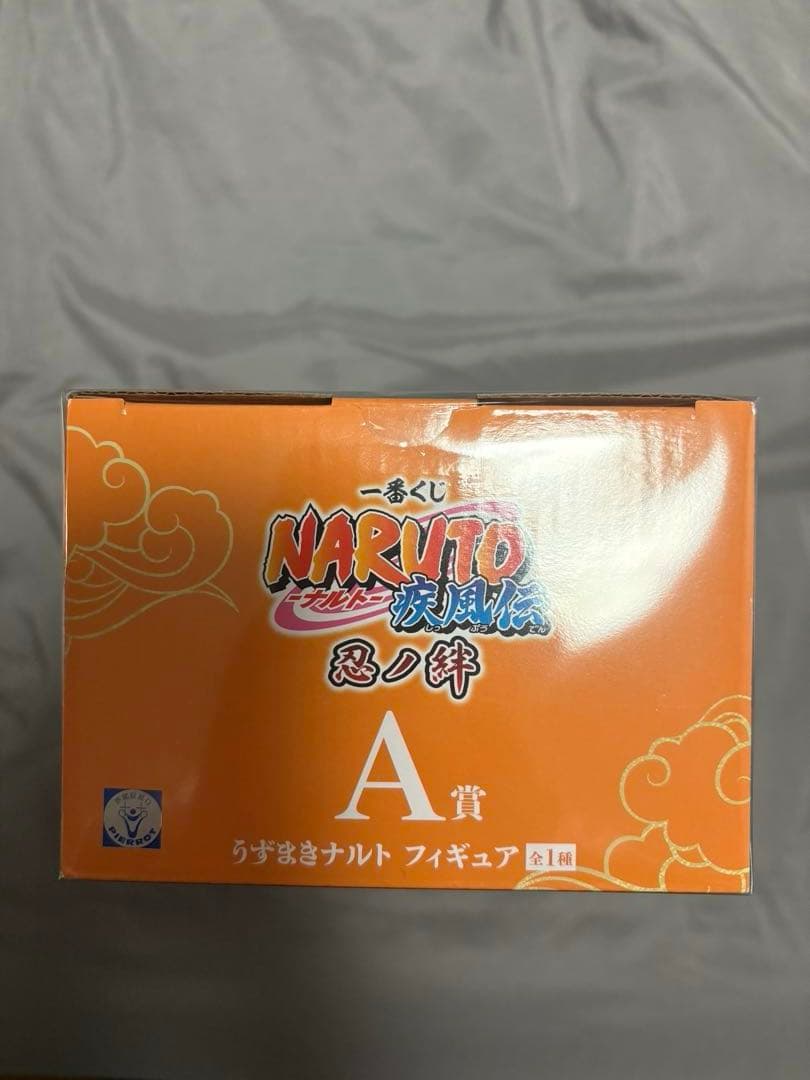 一番くじ
NARUTO
-ナルト-
疾風伝
しっぷうでん
忍ノ絆
A賞
うずまきナルト フィギュア 全1種
PIERROT